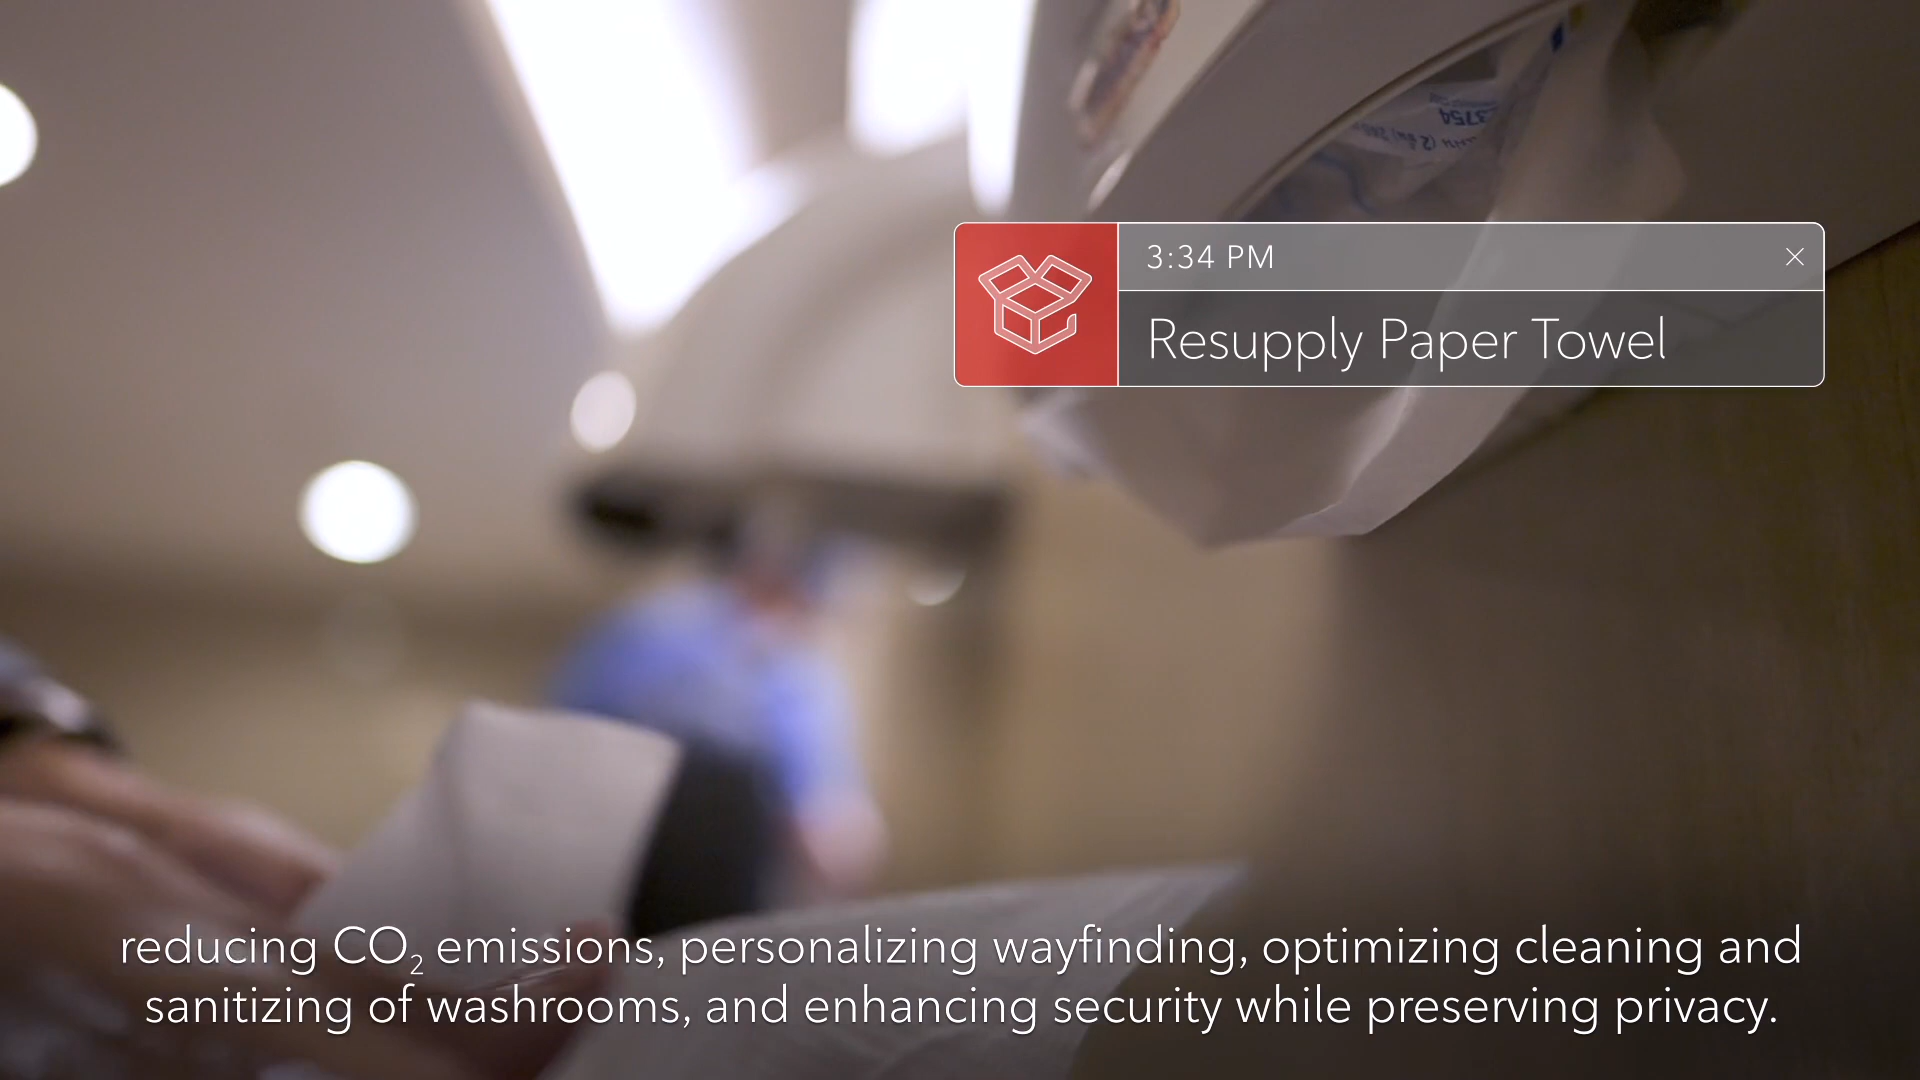 3:34 PM
Resupply Paper Towel
reducing CO₂ emissions, personalizing wayfinding, optimizing cleaning and
sanitizing of washrooms, and enhancing security while preserving privacy.